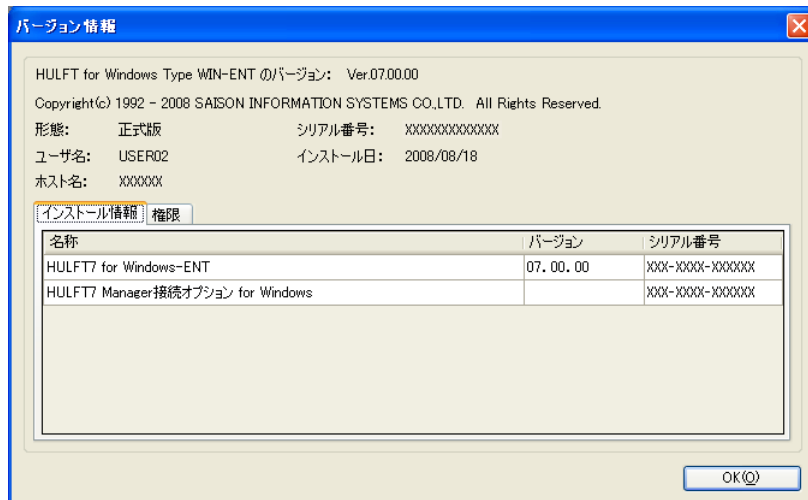 バージョン情報
HULFT for Windows Type WIN-ENT のバージョン: Ver.07.00.00
Copyright(c) 1992 - 2008 SAISON INFORMATION SYSTEMS CO.,LTD. All Rights Reserved.
形態: 正式版 シリアル番号: XXXXXXXXXXXXX
ユーザ名: USER02 インストール日: 2008/08/18
ホスト名: XXXXXX
インストール情報 権限
名称 バージョン シリアル番号
HULFT7 for Windows-ENT 07.00.00 XXX-XXXX-XXXXXX
HULFT7 Manager接続オプション for Windows XXX-XXXX-XXXXXX
OK(O)